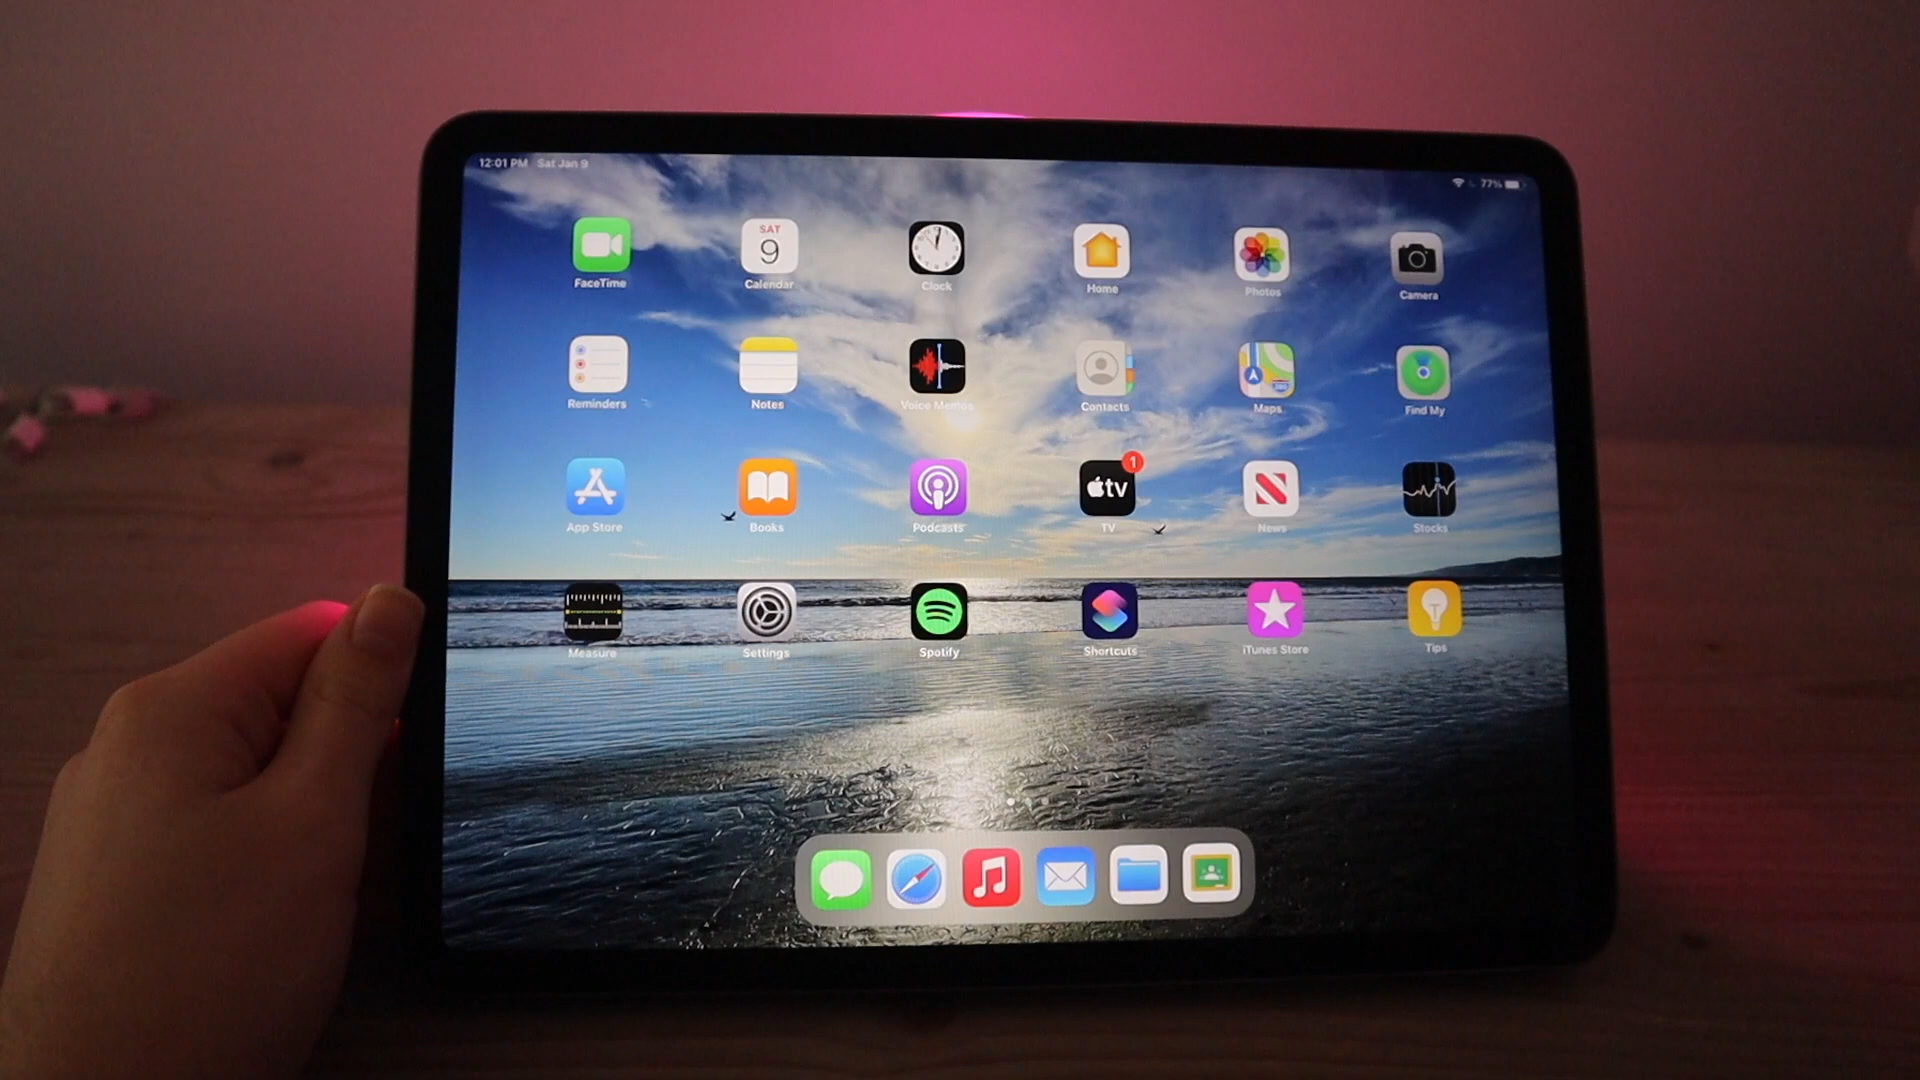 12:01 PM Sat Jan 9
77%
SAT
9
FaceTime Calendar Clock Home Photos Camera
Reminders Notes Voice Memos Contacts Maps Find My
1
tv
App Store Books Podcasts TV News Stocks
Measure Settings Spotify Shortcuts iTunes Store Tips